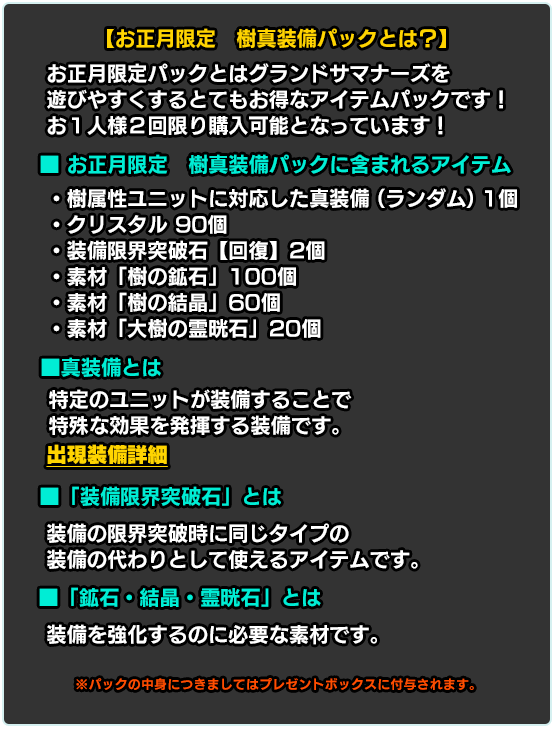 【お正月限定　樹真装備パックとは？】
お正月限定パックとはグランドサマナーズを
遊びやすくするとてもお得なアイテムパックです！
お１人様２回限り購入可能となっています！
■ お正月限定　樹真装備パックに含まれるアイテム
・樹属性ユニットに対応した真装備（ランダム）1個
・クリスタル 90個
・装備限界突破石【回復】2個
・素材「樹の鉱石」100個
・素材「樹の結晶」60個
・素材「大樹の霊晄石」20個
■真装備とは
特定のユニットが装備することで
特殊な効果を発揮する装備です。
出現装備詳細
■「装備限界突破石」とは
装備の限界突破時に同じタイプの
装備の代わりとして使えるアイテムです。
■「鉱石・結晶・霊晄石」とは
装備を強化するのに必要な素材です。
※パックの中身につきましてはプレゼントボックスに付与されます。